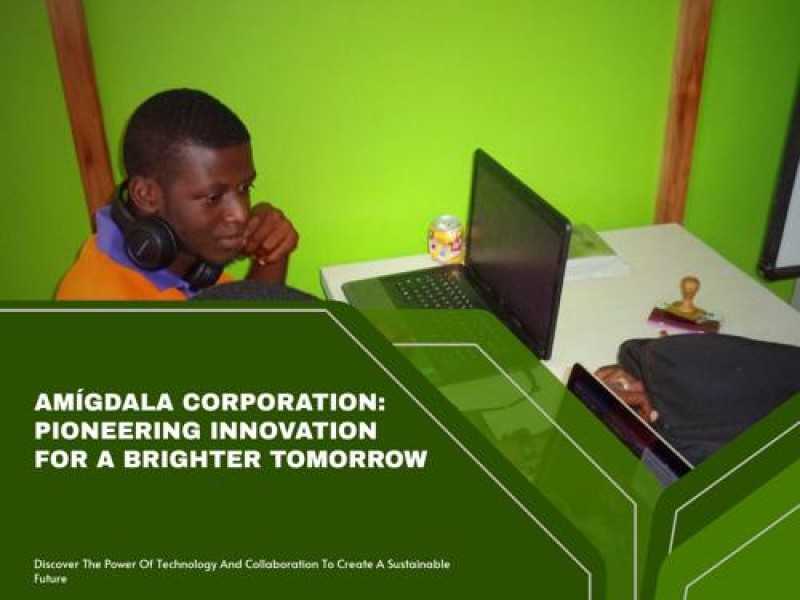 AMÍGDALA CORPORATION:
PIONEERING INNOVATION
FOR A BRIGHTER TOMORROW
Discover The Power Of Technology And Collaboration To Create A Sustainable
Future